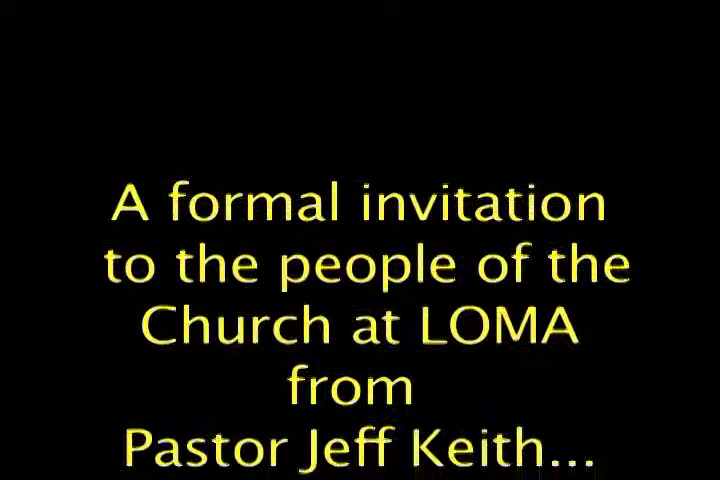 A formal invitation
to the people of the
Church at LOMA
from
Pastor Jeff Keith...